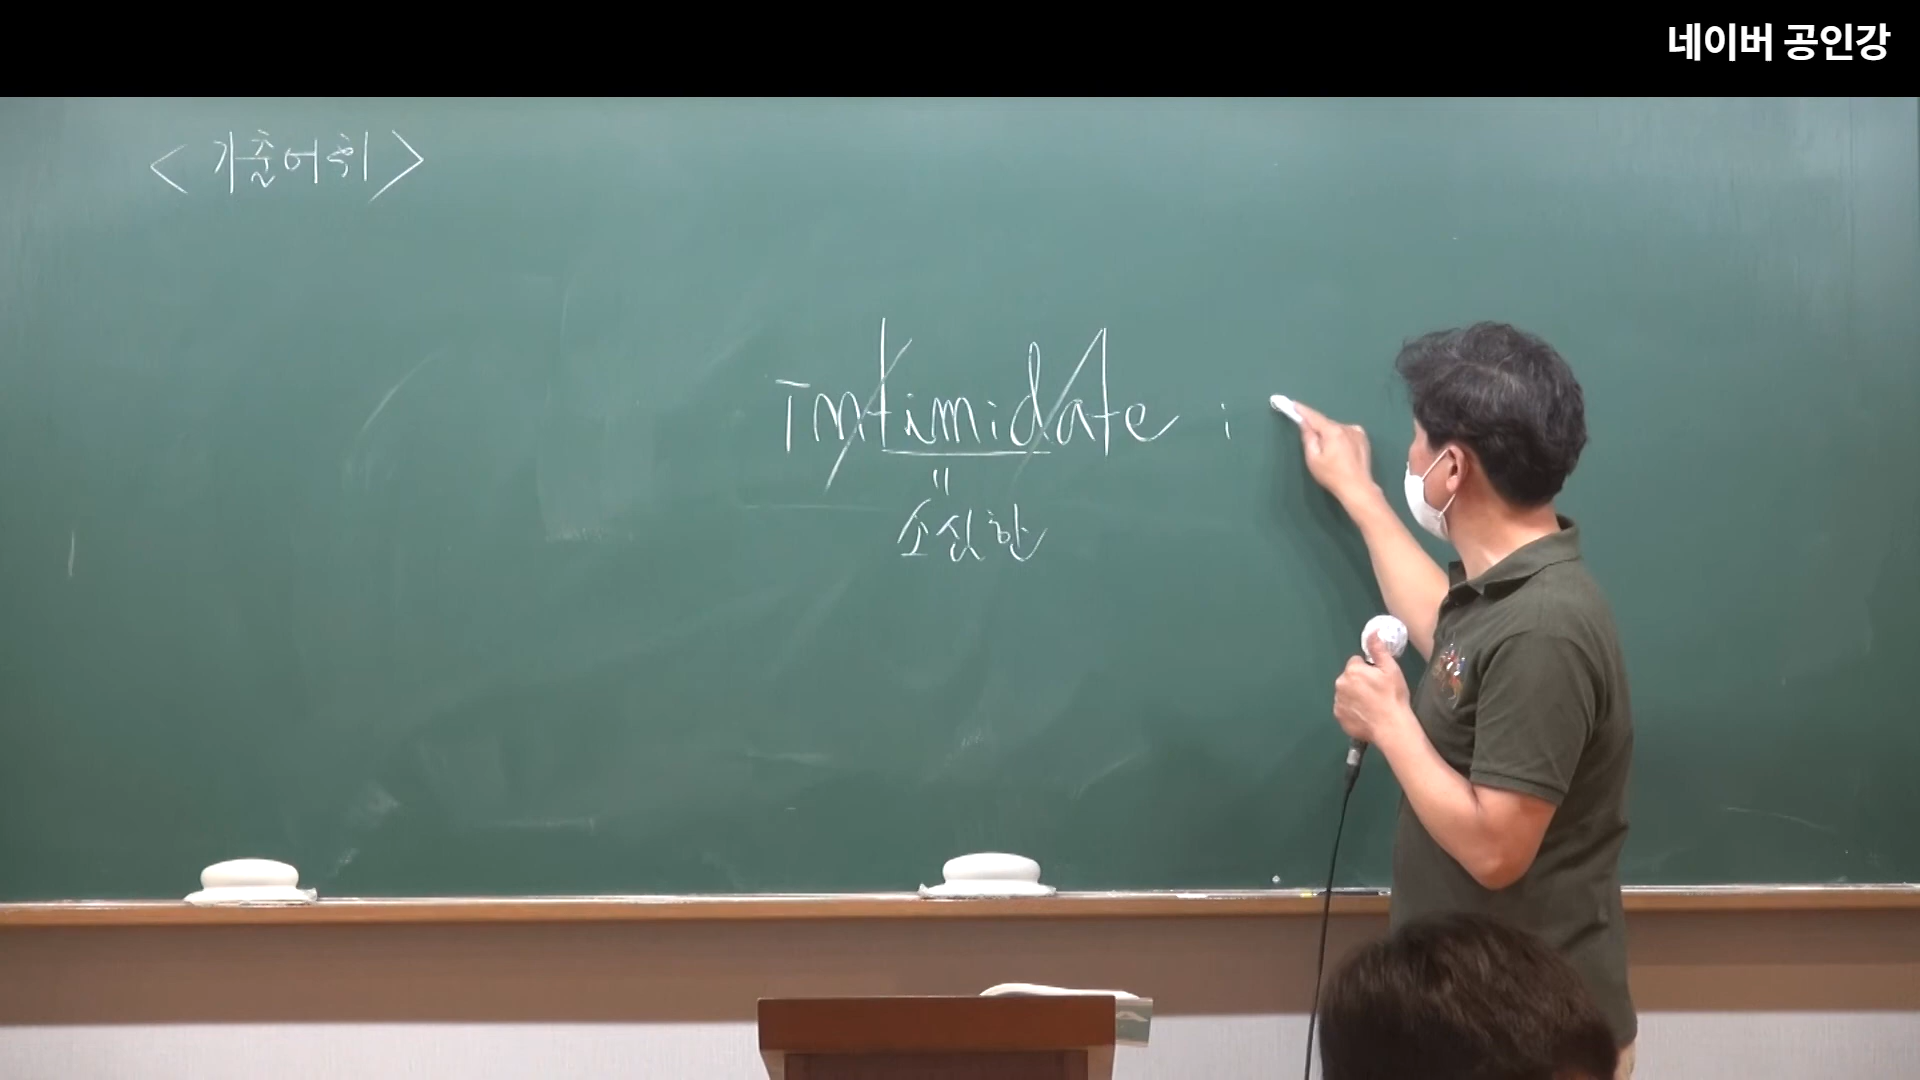 네이버 공인강
< 기출어휘 >
intimidate :
"
소심한